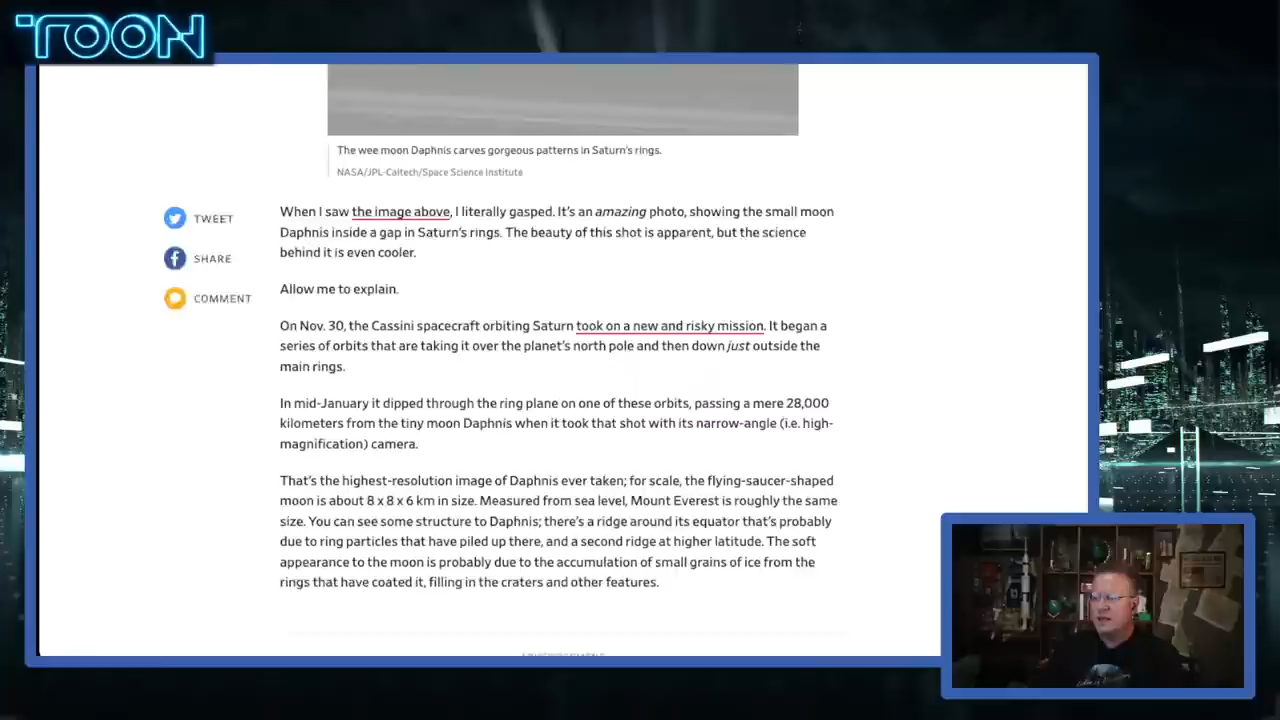 TOON
The wee moon Daphnis carves gorgeous patterns in Saturn's rings.
NASA/JPL-Caltech/Space Science Institute
TWEET
SHARE
COMMENT
When I saw the image above, I literally gasped. It's an amazing photo, showing the small moon
Daphnis inside a gap in Saturn's rings. The beauty of this shot is apparent, but the science
behind it is even cooler.
Allow me to explain.
On Nov. 30, the Cassini spacecraft orbiting Saturn took on a new and risky mission. It began a
series of orbits that are taking it over the planet's north pole and then down just outside the
main rings.
In mid-January it dipped through the ring plane on one of these orbits, passing a mere 28,000
kilometers from the tiny moon Daphnis when it took that shot with its narrow-angle (i.e. high-
magnification) camera.
That's the highest-resolution image of Daphnis ever taken; for scale, the flying-saucer-shaped
moon is about 8 x 8 x 6 km in size. Measured from sea level, Mount Everest is roughly the same
size. You can see some structure to Daphnis; there's a ridge around its equator that's probably
due to ring particles that have piled up there, and a second ridge at higher latitude. The soft
appearance to the moon is probably due to the accumulation of small grains of ice from the
rings that have coated it, filling in the craters and other features.